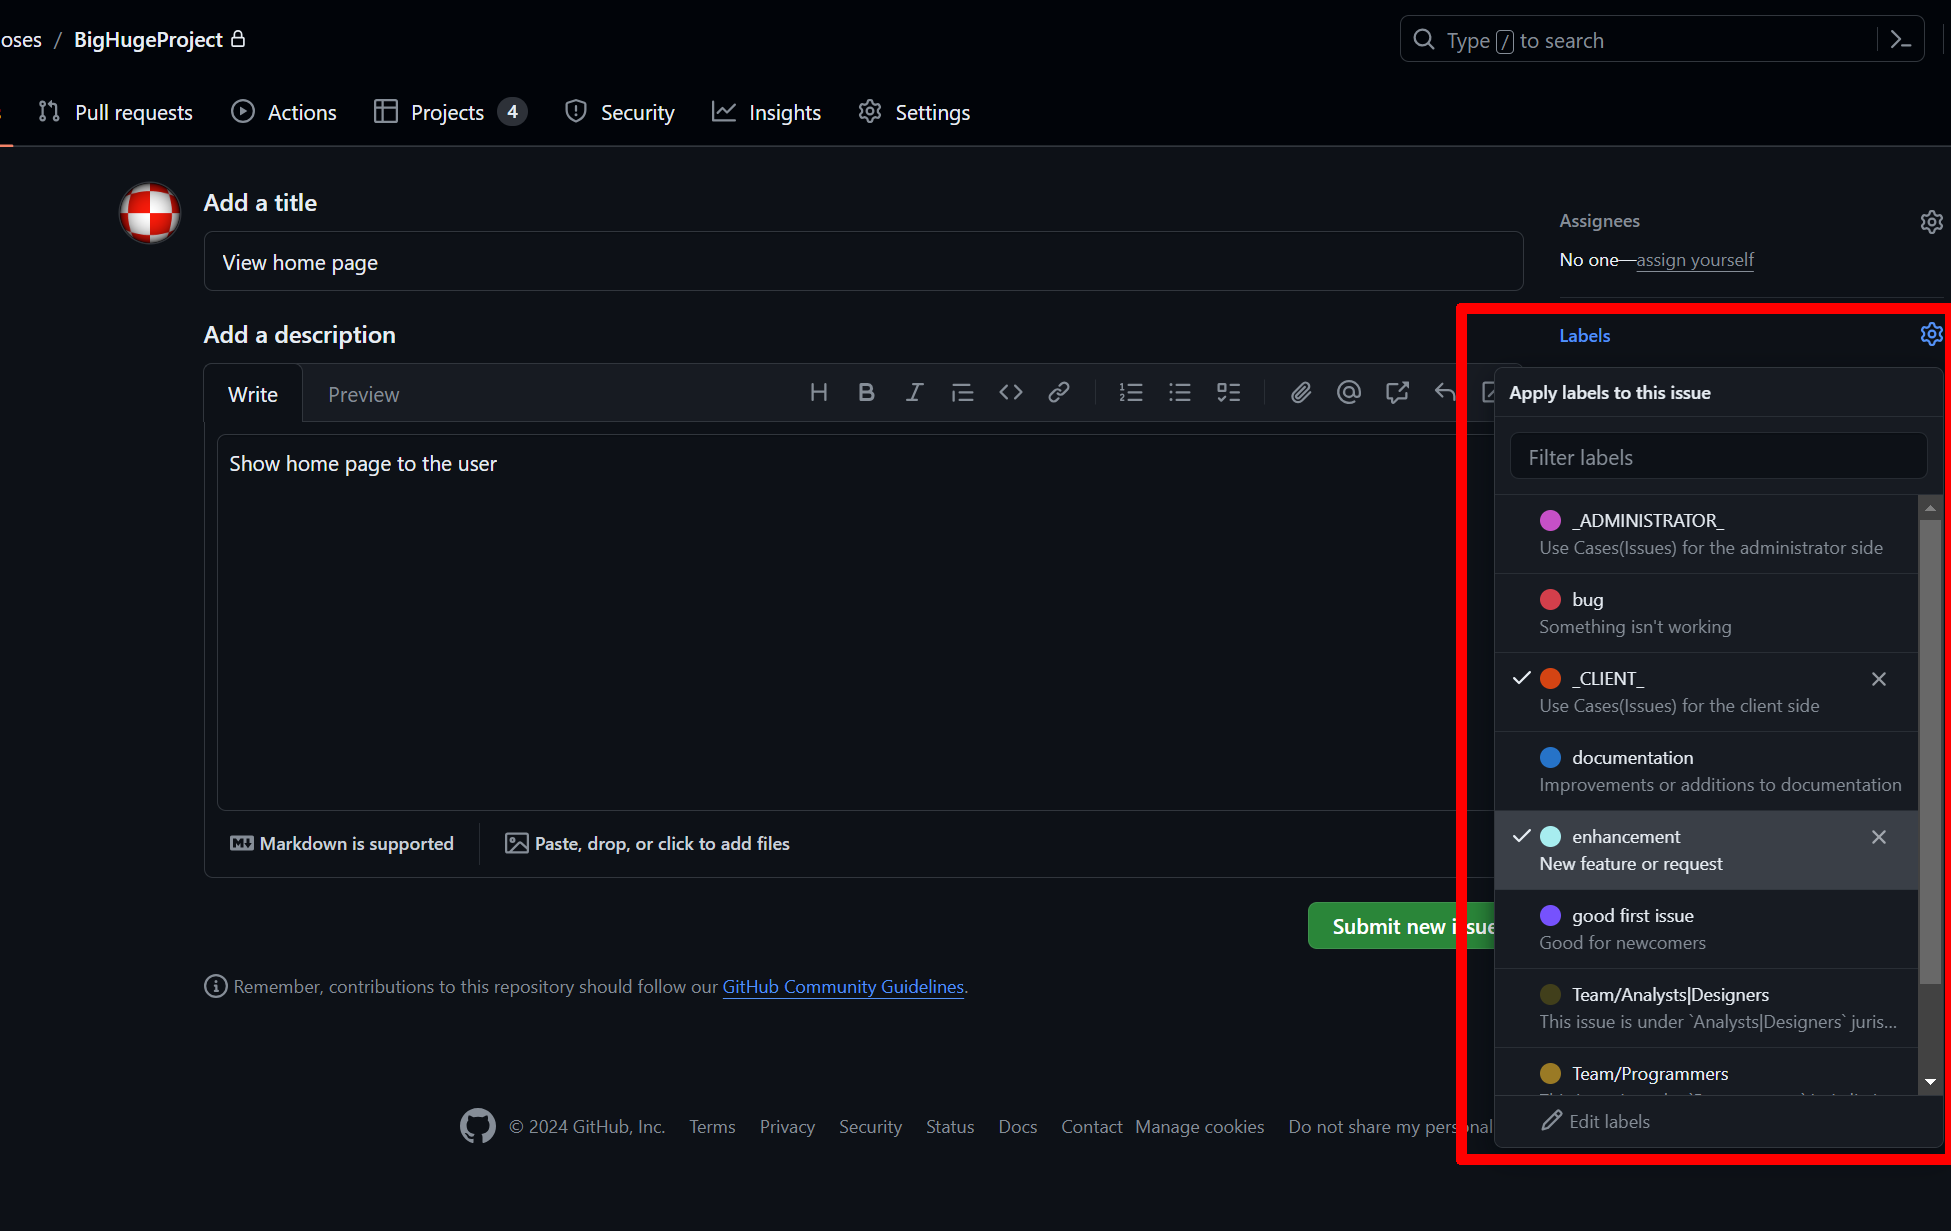 oses / BigHugeProject
Type / to search
Pull requests
Actions
Projects 4
Security
Insights
Settings
Add a title
View home page
Assignees
No one—assign yourself
Add a description
Labels
Write
Preview
Apply labels to this issue
Filter labels
Show home page to the user
_ADMINISTRATOR_
Use Cases(Issues) for the administrator side
bug
Something isn't working
_CLIENT_
Use Cases(Issues) for the client side
documentation
Improvements or additions to documentation
enhancement
New feature or request
good first issue
Good for newcomers
Team/Analysts|Designers
This issue is under `Analysts|Designers` juris...
Team/Programmers
Edit labels
Markdown is supported
Paste, drop, or click to add files
Submit new issue
Remember, contributions to this repository should follow our GitHub Community Guidelines.
© 2024 GitHub, Inc. Terms Privacy Security Status Docs Contact Manage cookies Do not share my personal